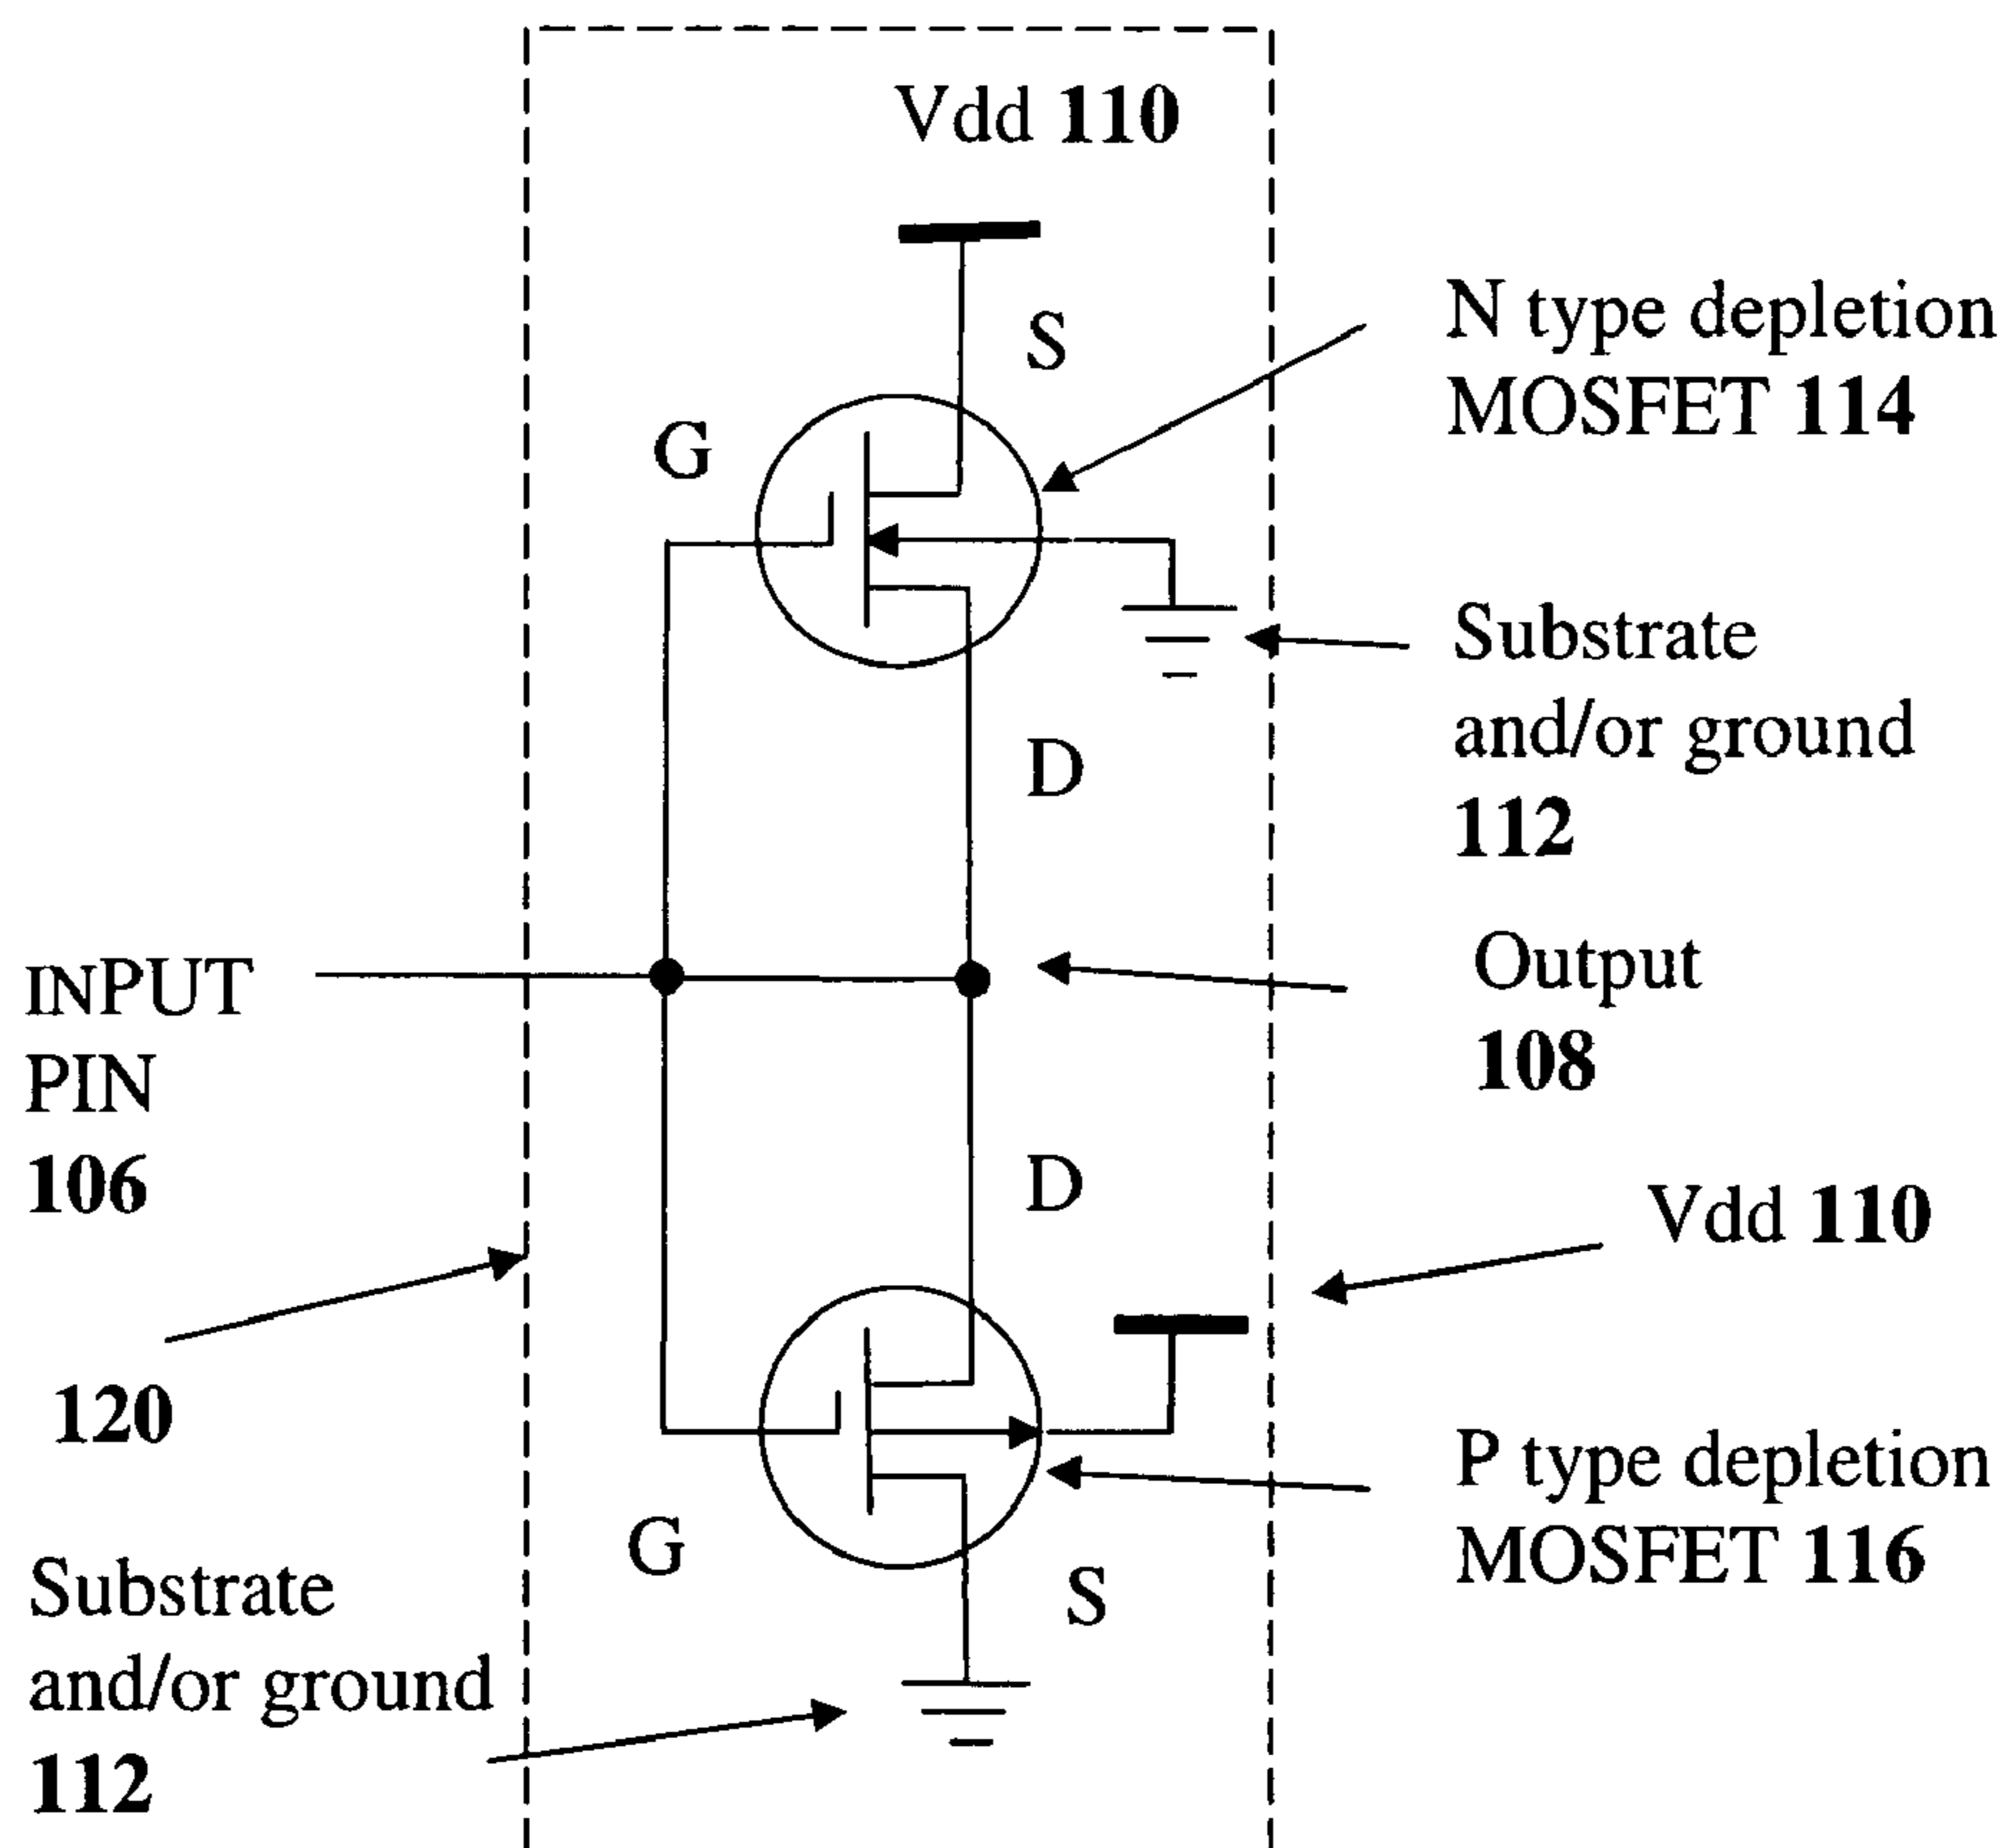 Vdd 110
S
N type depletion
MOSFET 114
G
Substrate
and/or ground
112
D
Output
108
INPUT
PIN
106
D
Vdd 110
120
P type depletion
MOSFET 116
G
S
Substrate
and/or ground
112